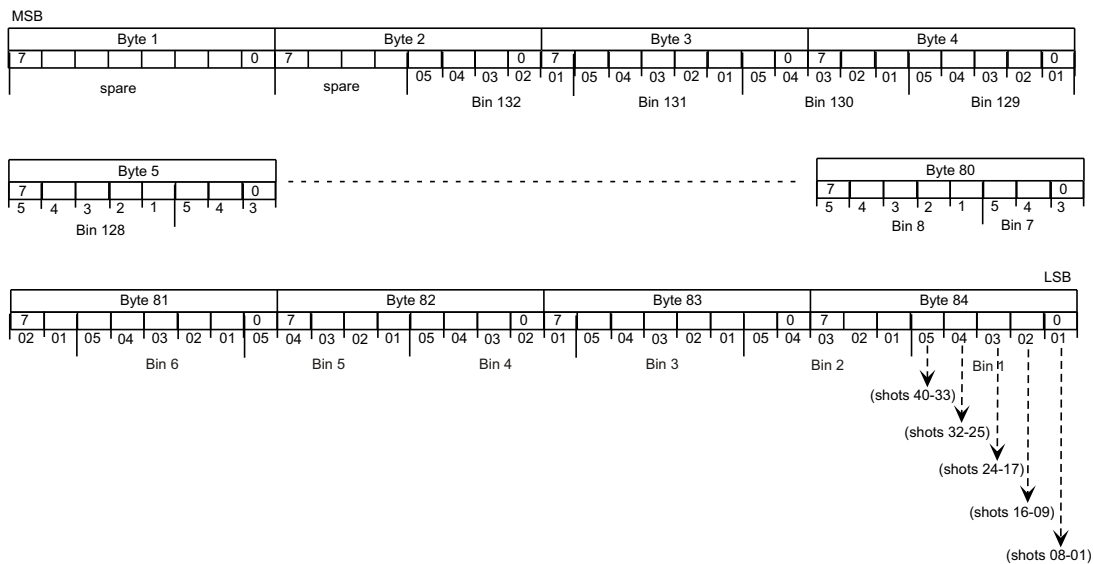 MSB
Byte 1 Byte 2 Byte 3 Byte 4
7 0 7 0 7 0 7 0
05 04 03 02 01 05 04 03 02 01 05 04 03 02 01 05 04 03 02 01
spare spare Bin 132 Bin 131 Bin 130 Bin 129
Byte 5 Byte 80
7 0 7 0
5 4 3 2 1 5 4 3 5 4 3 2 1 5 4 3
Bin 128 Bin 8 Bin 7
LSB
Byte 81 Byte 82 Byte 83 Byte 84
7 0 7 0 7 0 7 0
02 01 05 04 03 02 01 05 04 03 02 01 05 04 03 02 01 05 04 03 02 01 05 04 03 02 01 05 04 03 02 01
Bin 6 Bin 5 Bin 4 Bin 3 Bin 2 Bin 1
(shots 40-33)
(shots 32-25)
(shots 24-17)
(shots 16-09)
(shots 08-01)